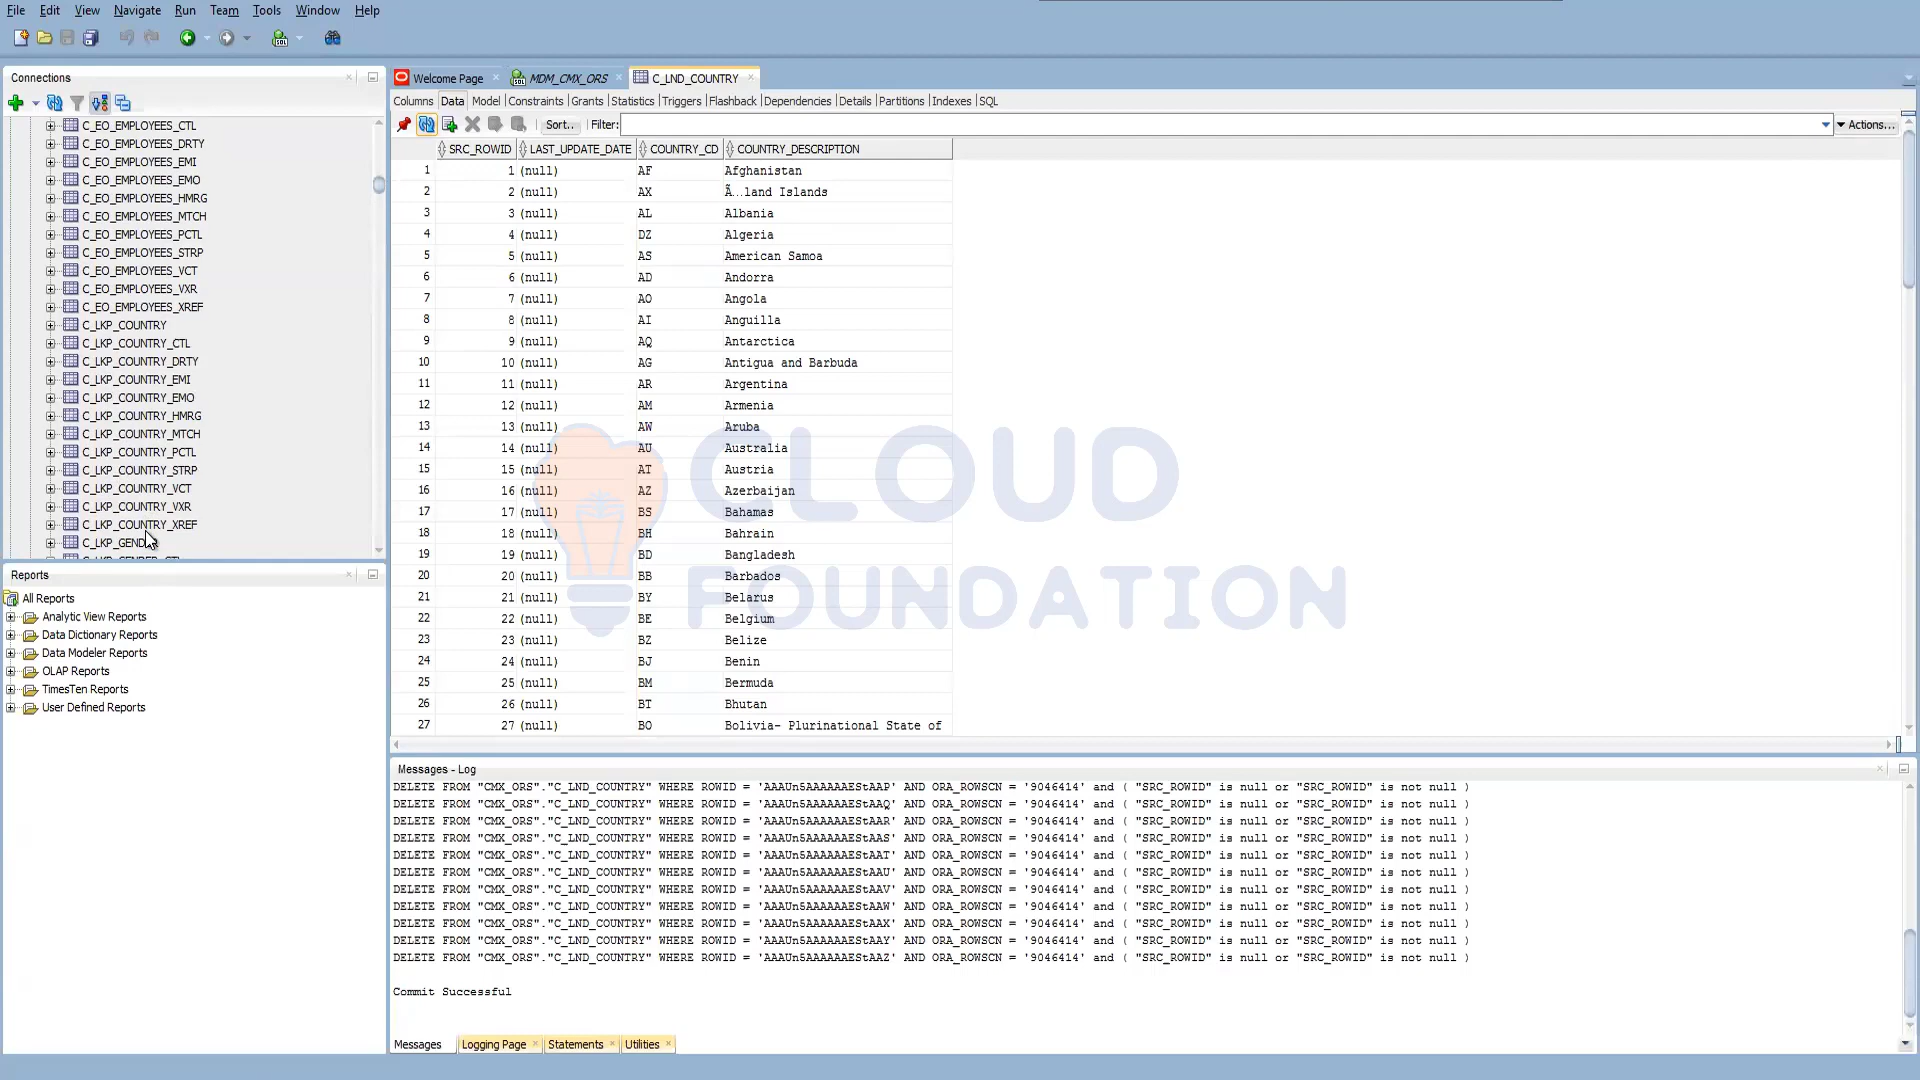 File Edit View Navigate Run Team Tools Window Help
Connections
C_EO_EMPLOYEES_CTL
C_EO_EMPLOYEES_DRTY
C_EO_EMPLOYEES_EMI
C_EO_EMPLOYEES_EMO
C_EO_EMPLOYEES_HMRG
C_EO_EMPLOYEES_MTCH
C_EO_EMPLOYEES_PCTL
C_EO_EMPLOYEES_STRP
C_EO_EMPLOYEES_VCT
C_EO_EMPLOYEES_VXR
C_EO_EMPLOYEES_XREF
C_LKP_COUNTRY
C_LKP_COUNTRY_CTL
C_LKP_COUNTRY_DRTY
C_LKP_COUNTRY_EMI
C_LKP_COUNTRY_EMO
C_LKP_COUNTRY_HMRG
C_LKP_COUNTRY_MTCH
C_LKP_COUNTRY_PCTL
C_LKP_COUNTRY_STRP
C_LKP_COUNTRY_VCT
C_LKP_COUNTRY_VXR
C_LKP_COUNTRY_XREF
Reports
All Reports
Analytic View Reports
Data Dictionary Reports
Data Modeler Reports
OLAP Reports
TimesTen Reports
User Defined Reports
Welcome Page MDM_CMX_ORS C_LND_COUNTRY
Columns Data Model Constraints Grants Statistics Triggers Flashback Dependencies Details Partitions Indexes SQL
Sort.. Filter: Actions...
SRC_ROWID LAST_UPDATE_DATE COUNTRY_CD COUNTRY_DESCRIPTION
1 1 (null) AF Afghanistan
2 2 (null) AX Ã…land Islands
3 3 (null) AL Albania
4 4 (null) DZ Algeria
5 5 (null) AS American Samoa
6 6 (null) AD Andorra
7 7 (null) AO Angola
8 8 (null) AI Anguilla
9 9 (null) AQ Antarctica
10 10 (null) AG Antigua and Barbuda
11 11 (null) AR Argentina
12 12 (null) AM Armenia
13 13 (null) AW Aruba
14 14 (null) AU Australia
15 15 (null) AT Austria
16 16 (null) AZ Azerbaijan
17 17 (null) BS Bahamas
18 18 (null) BH Bahrain
19 19 (null) BD Bangladesh
20 20 (null) BB Barbados
21 21 (null) BY Belarus
22 22 (null) BE Belgium
23 23 (null) BZ Belize
24 24 (null) BJ Benin
25 25 (null) BM Bermuda
26 26 (null) BT Bhutan
27 27 (null) BO Bolivia- Plurinational State of
CLOUD
FOUNDATION
Messages - Log
DELETE FROM "CMX_ORS"."C_LND_COUNTRY" WHERE ROWID = 'AAAUn5AAAAAAEStAAP' AND ORA_ROWSCN = '9046414' and ( "SRC_ROWID" is null or "SRC_ROWID" is not null )
DELETE FROM "CMX_ORS"."C_LND_COUNTRY" WHERE ROWID = 'AAAUn5AAAAAAEStAAQ' AND ORA_ROWSCN = '9046414' and ( "SRC_ROWID" is null or "SRC_ROWID" is not null )
DELETE FROM "CMX_ORS"."C_LND_COUNTRY" WHERE ROWID = 'AAAUn5AAAAAAEStAAR' AND ORA_ROWSCN = '9046414' and ( "SRC_ROWID" is null or "SRC_ROWID" is not null )
DELETE FROM "CMX_ORS"."C_LND_COUNTRY" WHERE ROWID = 'AAAUn5AAAAAAEStAAS' AND ORA_ROWSCN = '9046414' and ( "SRC_ROWID" is null or "SRC_ROWID" is not null )
DELETE FROM "CMX_ORS"."C_LND_COUNTRY" WHERE ROWID = 'AAAUn5AAAAAAEStAAT' AND ORA_ROWSCN = '9046414' and ( "SRC_ROWID" is null or "SRC_ROWID" is not null )
DELETE FROM "CMX_ORS"."C_LND_COUNTRY" WHERE ROWID = 'AAAUn5AAAAAAEStAAU' AND ORA_ROWSCN = '9046414' and ( "SRC_ROWID" is null or "SRC_ROWID" is not null )
DELETE FROM "CMX_ORS"."C_LND_COUNTRY" WHERE ROWID = 'AAAUn5AAAAAAEStAAV' AND ORA_ROWSCN = '9046414' and ( "SRC_ROWID" is null or "SRC_ROWID" is not null )
DELETE FROM "CMX_ORS"."C_LND_COUNTRY" WHERE ROWID = 'AAAUn5AAAAAAEStAAW' AND ORA_ROWSCN = '9046414' and ( "SRC_ROWID" is null or "SRC_ROWID" is not null )
DELETE FROM "CMX_ORS"."C_LND_COUNTRY" WHERE ROWID = 'AAAUn5AAAAAAEStAAX' AND ORA_ROWSCN = '9046414' and ( "SRC_ROWID" is null or "SRC_ROWID" is not null )
DELETE FROM "CMX_ORS"."C_LND_COUNTRY" WHERE ROWID = 'AAAUn5AAAAAAEStAAY' AND ORA_ROWSCN = '9046414' and ( "SRC_ROWID" is null or "SRC_ROWID" is not null )
DELETE FROM "CMX_ORS"."C_LND_COUNTRY" WHERE ROWID = 'AAAUn5AAAAAAEStAAZ' AND ORA_ROWSCN = '9046414' and ( "SRC_ROWID" is null or "SRC_ROWID" is not null )
Commit Successful
Messages Logging Page Statements Utilities